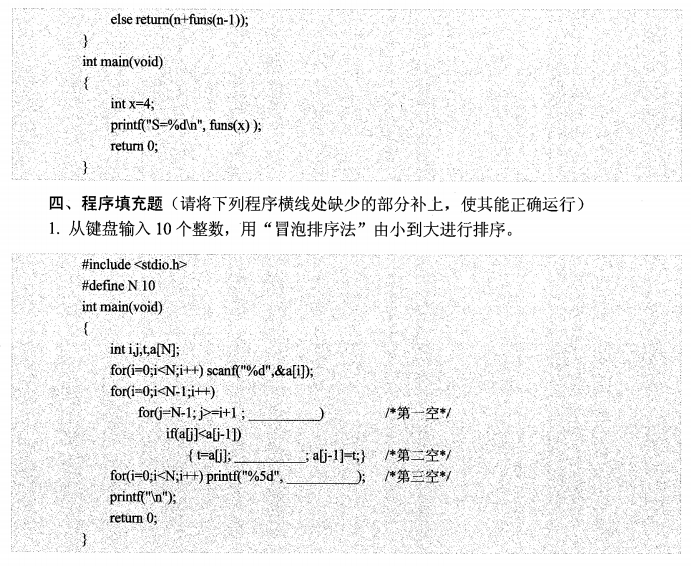 else return(n+funs(n-1));
}
int main(void)
{
int x=4;
printf("S=%d\n", funs(x) );
return 0;
}
四、程序填充题（请将下列程序横线处缺少的部分补上，使其能正确运行）
1. 从键盘输入 10 个整数，用“冒泡排序法”由小到大进行排序。
#include <stdio.h>
#define N 10
int main(void)
{
int i,j,t,a[N];
for(i=0;i<N;i++) scanf("%d",&a[i]);
for(i=0;i<N-1;i++)
for(j=N-1; j>=i+1 ; __________) /*第一空*/
if(a[j]<a[j-1])
{ t=a[j]; __________; a[j-1]=t;} /*第二空*/
for(i=0;i<N;i++) printf("%5d", __________); /*第三空*/
printf("\n");
return 0;
}